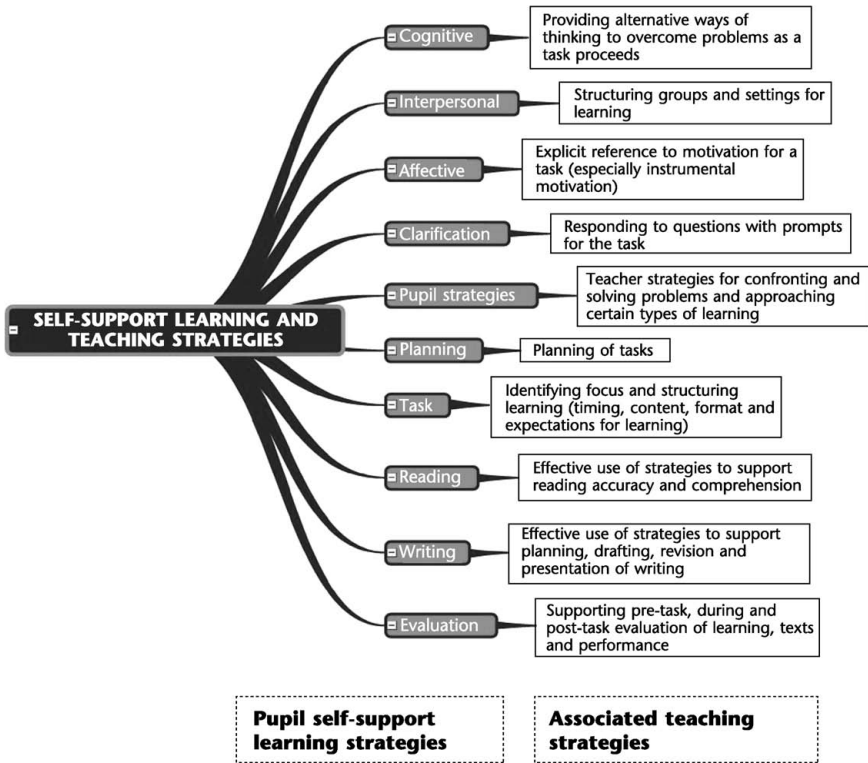 Cognitive
Providing alternative ways of
thinking to overcome problems as a
task proceeds
Interpersonal
Structuring groups and settings for
learning
Affective
Explicit reference to motivation for a
task (especially instrumental
motivation)
Clarification
Responding to questions with prompts
for the task
Pupil strategies
Teacher strategies for confronting and
solving problems and approaching
certain types of learning
SELF-SUPPORT LEARNING AND
TEACHING STRATEGIES
Planning
Planning of tasks
Task
Identifying focus and structuring
learning (timing, content, format and
expectations for learning)
Reading
Effective use of strategies to support
reading accuracy and comprehension
Writing
Effective use of strategies to support
planning, drafting, revision and
presentation of writing
Evaluation
Supporting pre-task, during and
post-task evaluation of learning, texts
and performance
Pupil self-support
learning strategies
Associated teaching
strategies